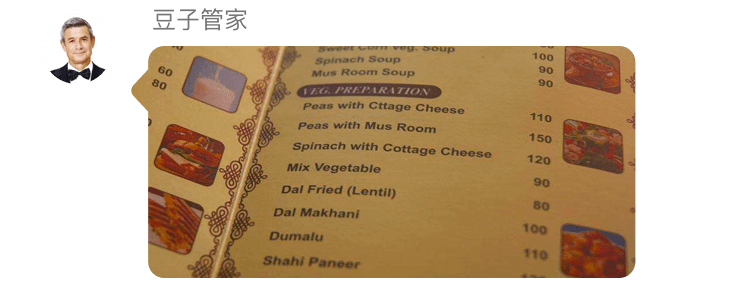 豆子管家
60
80
Sweet Corn Veg. Soup
Spinach Soup 100
Mus Room Soup 90
90
VEG. PREPARATION
Peas with Cttage Cheese 110
Peas with Mus Room 150
Spinach with Cottage Cheese 120
Mix Vegetable 90
Dal Fried (Lentil) 80
Dal Makhani 100
Dumalu 110
Shahi Paneer